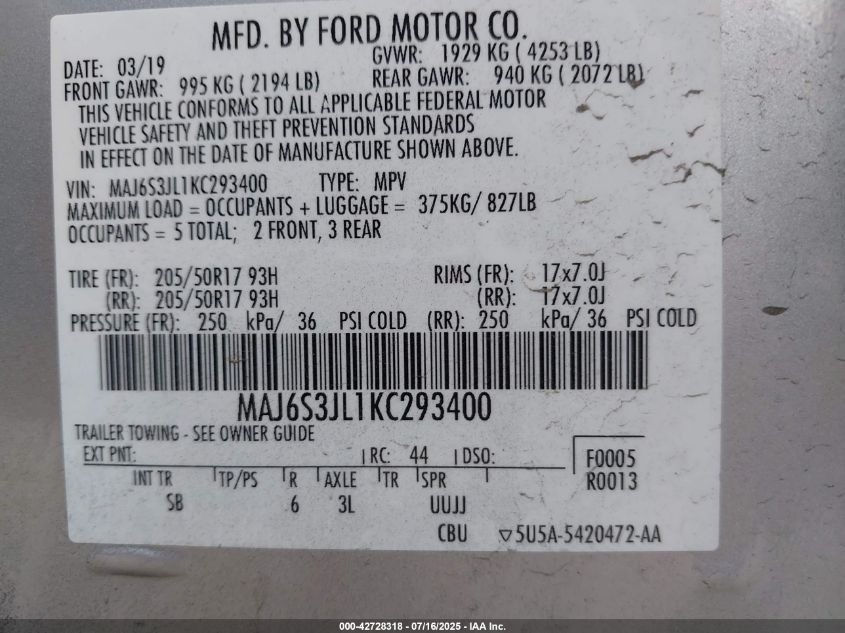 MFD. BY FORD MOTOR CO.
DATE: 03/19 GVWR: 1929 KG ( 4253 LB)
FRONT GAWR: 995 KG ( 2194 LB) REAR GAWR: 940 KG ( 2072 LB)
THIS VEHICLE CONFORMS TO ALL APPLICABLE FEDERAL MOTOR
VEHICLE SAFETY AND THEFT PREVENTION STANDARDS
IN EFFECT ON THE DATE OF MANUFACTURE SHOWN ABOVE.
VIN: MAJ6S3JL1KC293400 TYPE: MPV
MAXIMUM LOAD = OCCUPANTS + LUGGAGE = 375KG/ 827LB
OCCUPANTS = 5 TOTAL; 2 FRONT, 3 REAR
TIRE (FR): 205/50R17 93H RIMS (FR): 17x7.0J
(RR): 205/50R17 93H (RR): 17x7.0J
PRESSURE (FR): 250 kPa/ 36 PSI COLD (RR): 250 kPa/ 36 PSI COLD
MAJ6S3JL1KC293400
TRAILER TOWING - SEE OWNER GUIDE
EXT PNT: RC: 44 DSO: F0005
INT TR TP/PS R AXLE TR SPR R0013
SB 6 3L UUJJ
CBU ▽5U5A-5420472-AA
000-42728318 - 07/16/2025 - IAA Inc.